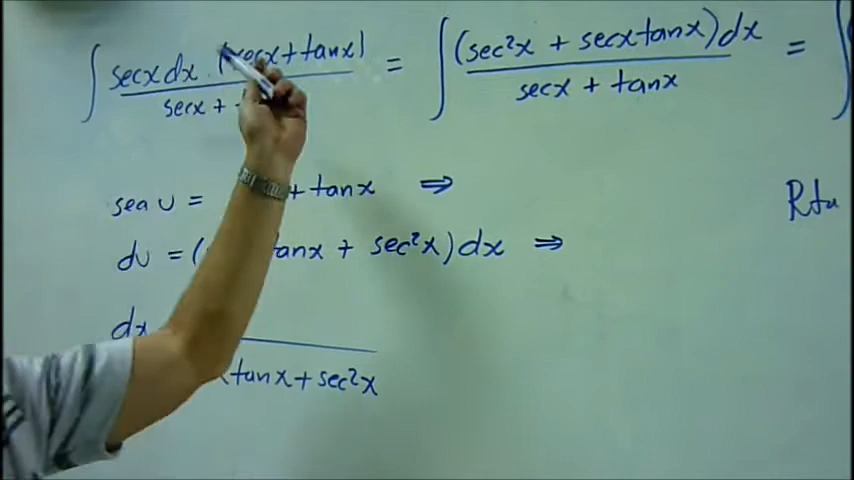 ∫ secx dx · (secx + tanx) / secx + = ∫ (sec²x + secx tanx) dx / secx + tanx = ∫
sea u = + tanx ⇒
du = ( tanx + sec²x) dx ⇒
Rta
dx
tanx + sec²x